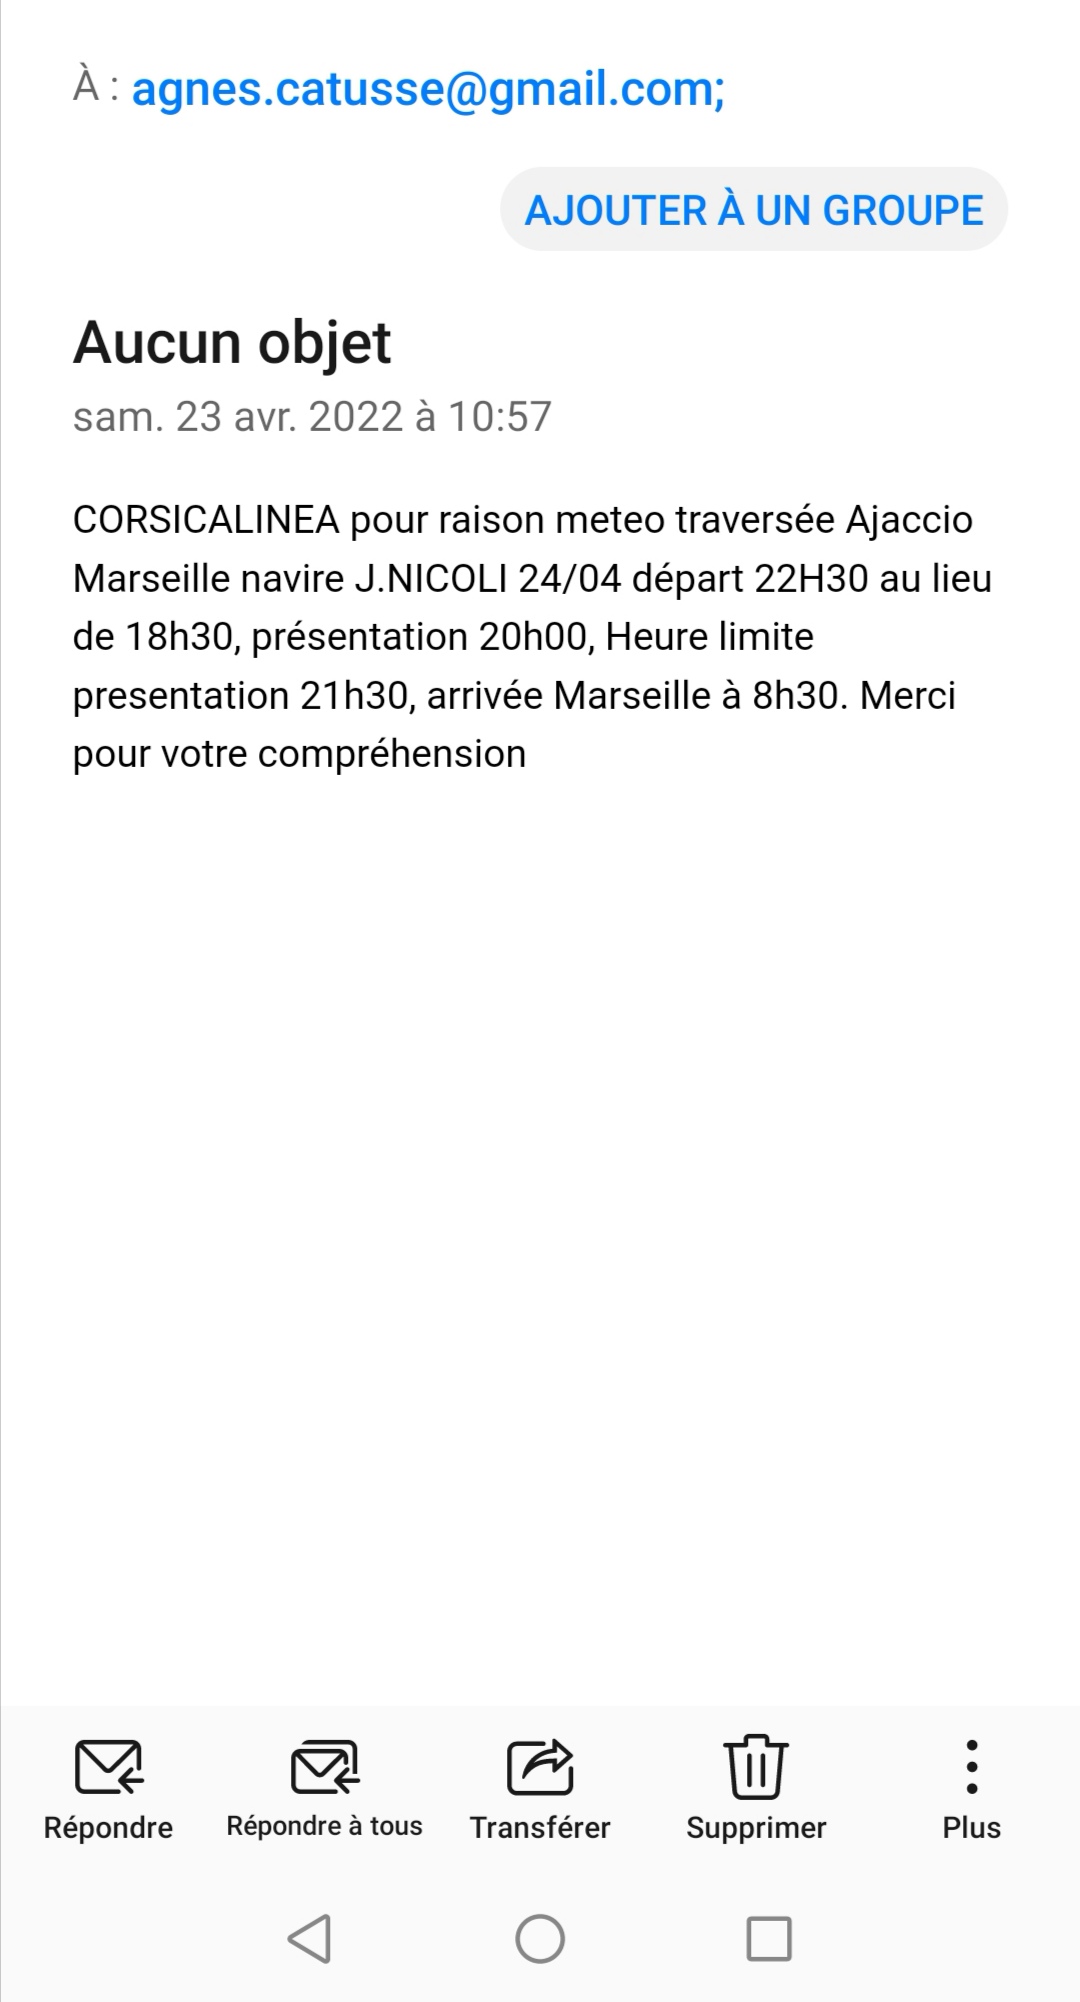 À : agnes.catusse@gmail.com;
AJOUTER À UN GROUPE
Aucun objet
sam. 23 avr. 2022 à 10:57
CORSICALINEA pour raison meteo traversée Ajaccio
Marseille navire J.NICOLI 24/04 départ 22H30 au lieu
de 18h30, présentation 20h00, Heure limite
presentation 21h30, arrivée Marseille à 8h30. Merci
pour votre compréhension
Répondre
Répondre à tous
Transférer
Supprimer
Plus